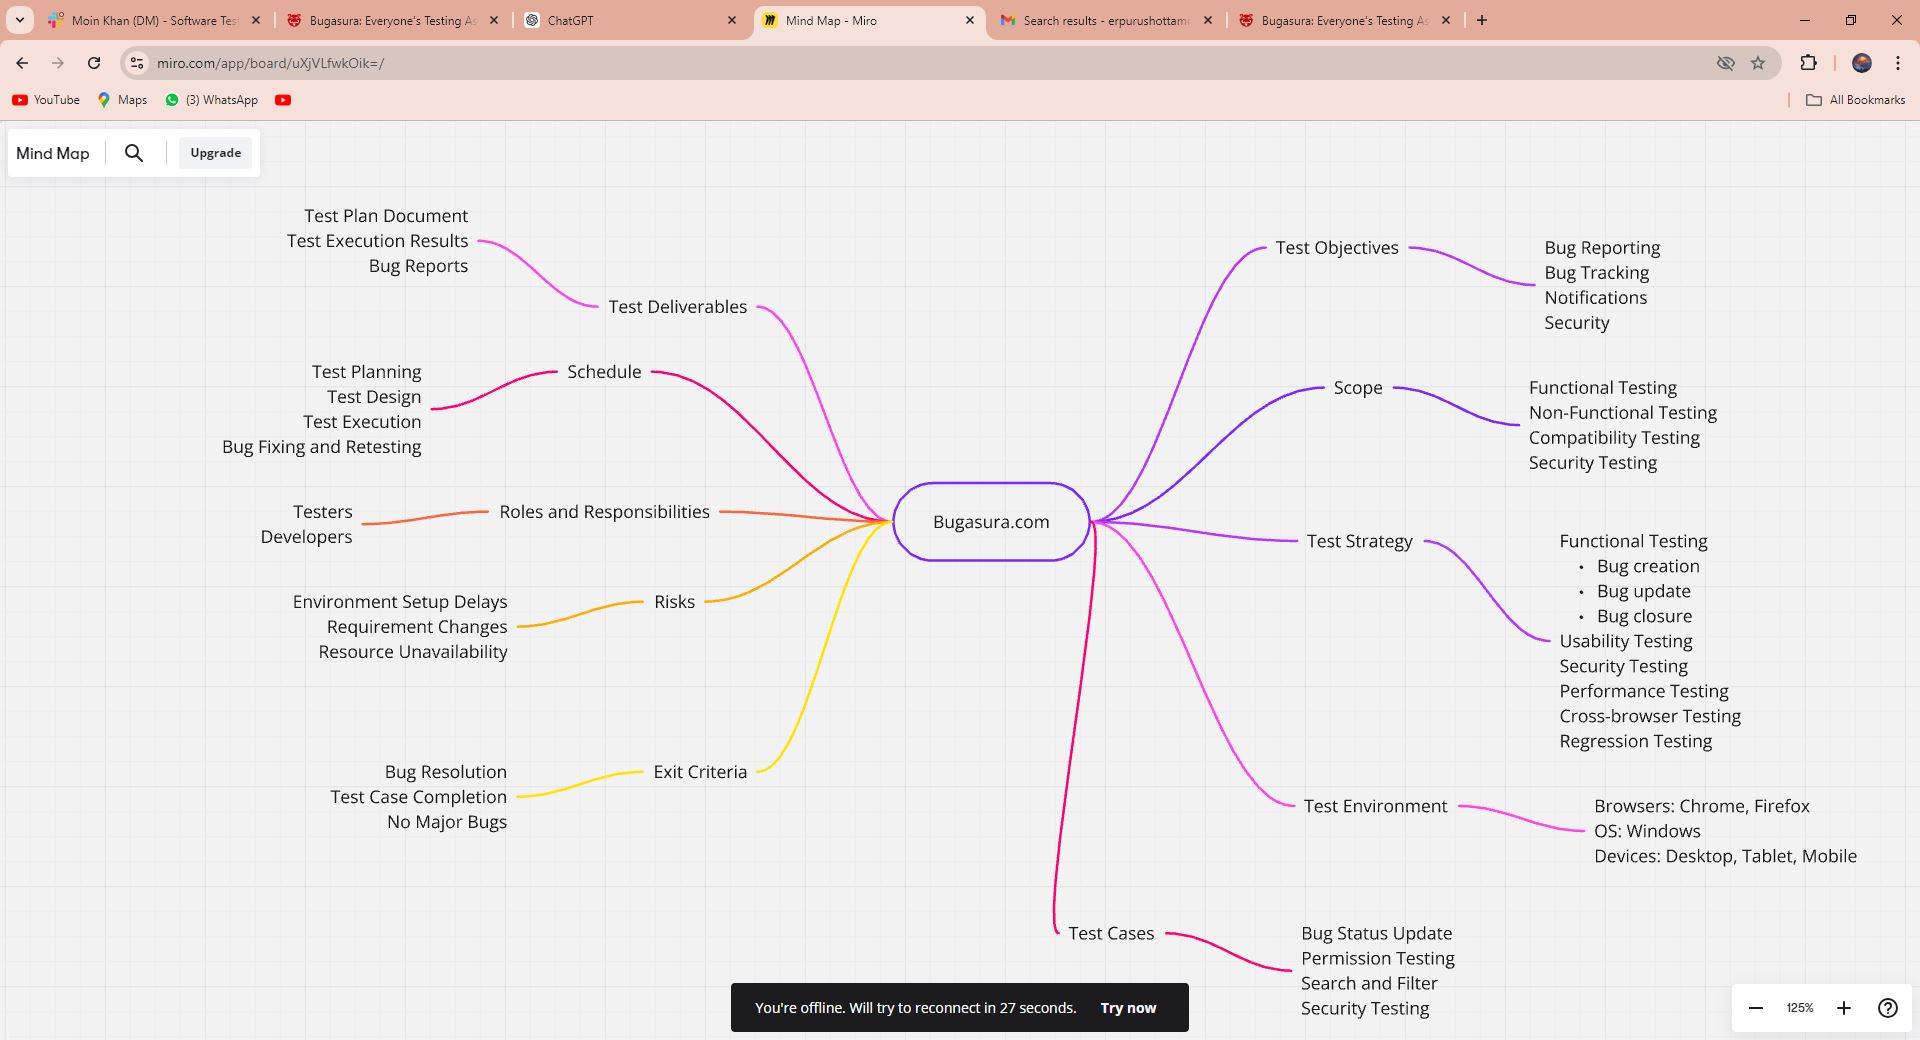 Moin Khan (DM) - Software Tes
Bugasura: Everyone's Testing As
ChatGPT
Mind Map - Miro
Search results - erpurushottamr
Bugasura: Everyone's Testing As
miro.com/app/board/uXjVLfwkOik=/
YouTube
Maps
(3) WhatsApp
All Bookmarks
Mind Map
Upgrade
Test Plan Document
Test Execution Results
Bug Reports
Test Deliverables
Test Planning
Test Design
Test Execution
Bug Fixing and Retesting
Schedule
Testers
Developers
Roles and Responsibilities
Environment Setup Delays
Requirement Changes
Resource Unavailability
Risks
Bug Resolution
Test Case Completion
No Major Bugs
Exit Criteria
Bugasura.com
Test Objectives
Bug Reporting
Bug Tracking
Notifications
Security
Scope
Functional Testing
Non-Functional Testing
Compatibility Testing
Security Testing
Test Strategy
Functional Testing
• Bug creation
• Bug update
• Bug closure
Usability Testing
Security Testing
Performance Testing
Cross-browser Testing
Regression Testing
Test Environment
Browsers: Chrome, Firefox
OS: Windows
Devices: Desktop, Tablet, Mobile
Test Cases
Bug Status Update
Permission Testing
Search and Filter
Security Testing
You're offline. Will try to reconnect in 27 seconds. Try now
125%